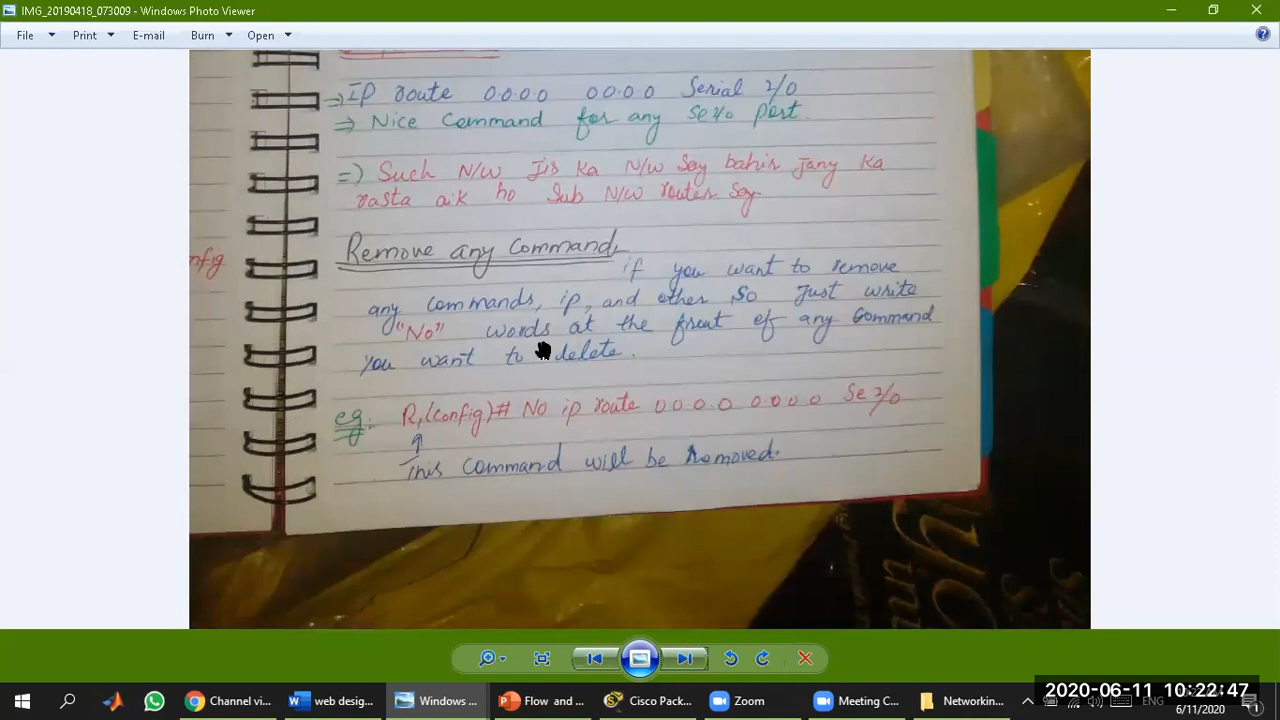 IMG_20190418_073009 - Windows Photo Viewer
File Print E-mail Burn Open
=> IP route 0.0.0.0 0.0.0.0 Serial 2/0
=> Nice Command for any Se2/0 port.
=> Such N/W Jis Ka N/W Say bahir Jany Ka
rasta aik ho Sub N/W routes Say
nfig
Remove any Command,
if you want to remove
any commands, ip, and other so Just write
"No" words at the front of any Command
You want to delete.
eg: R1(Config)# No ip route 0.0.0.0 0.0.0.0 Se 2/0
This Command will be Removed.
Channel vi... web desig... Windows ... Flow and ... Cisco Pack... Zoom Meeting C... Networkin... ENG
2020-06-11 10:22:47
6/11/2020